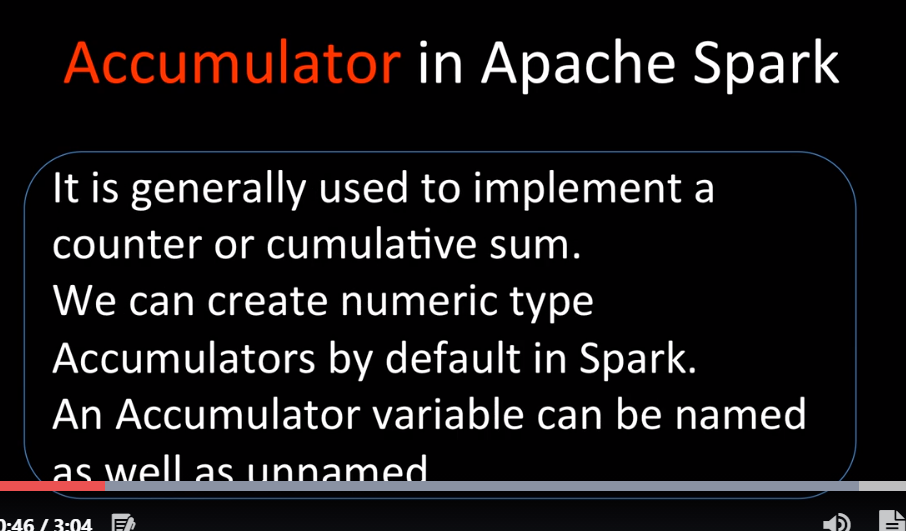 Accumulator in Apache Spark
It is generally used to implement a
counter or cumulative sum.
We can create numeric type
Accumulators by default in Spark.
An Accumulator variable can be named
as well as unnamed
0:46 / 3:04